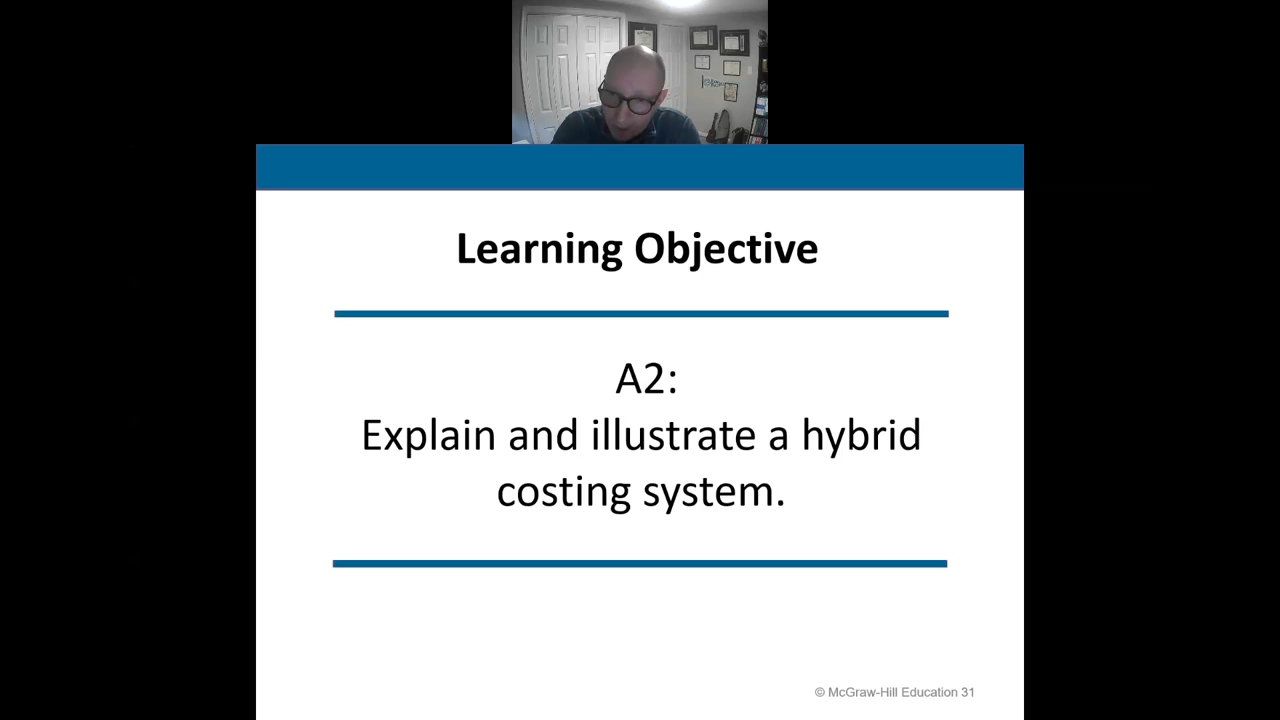 Learning Objective
A2:
Explain and illustrate a hybrid
costing system.
© McGraw-Hill Education 31